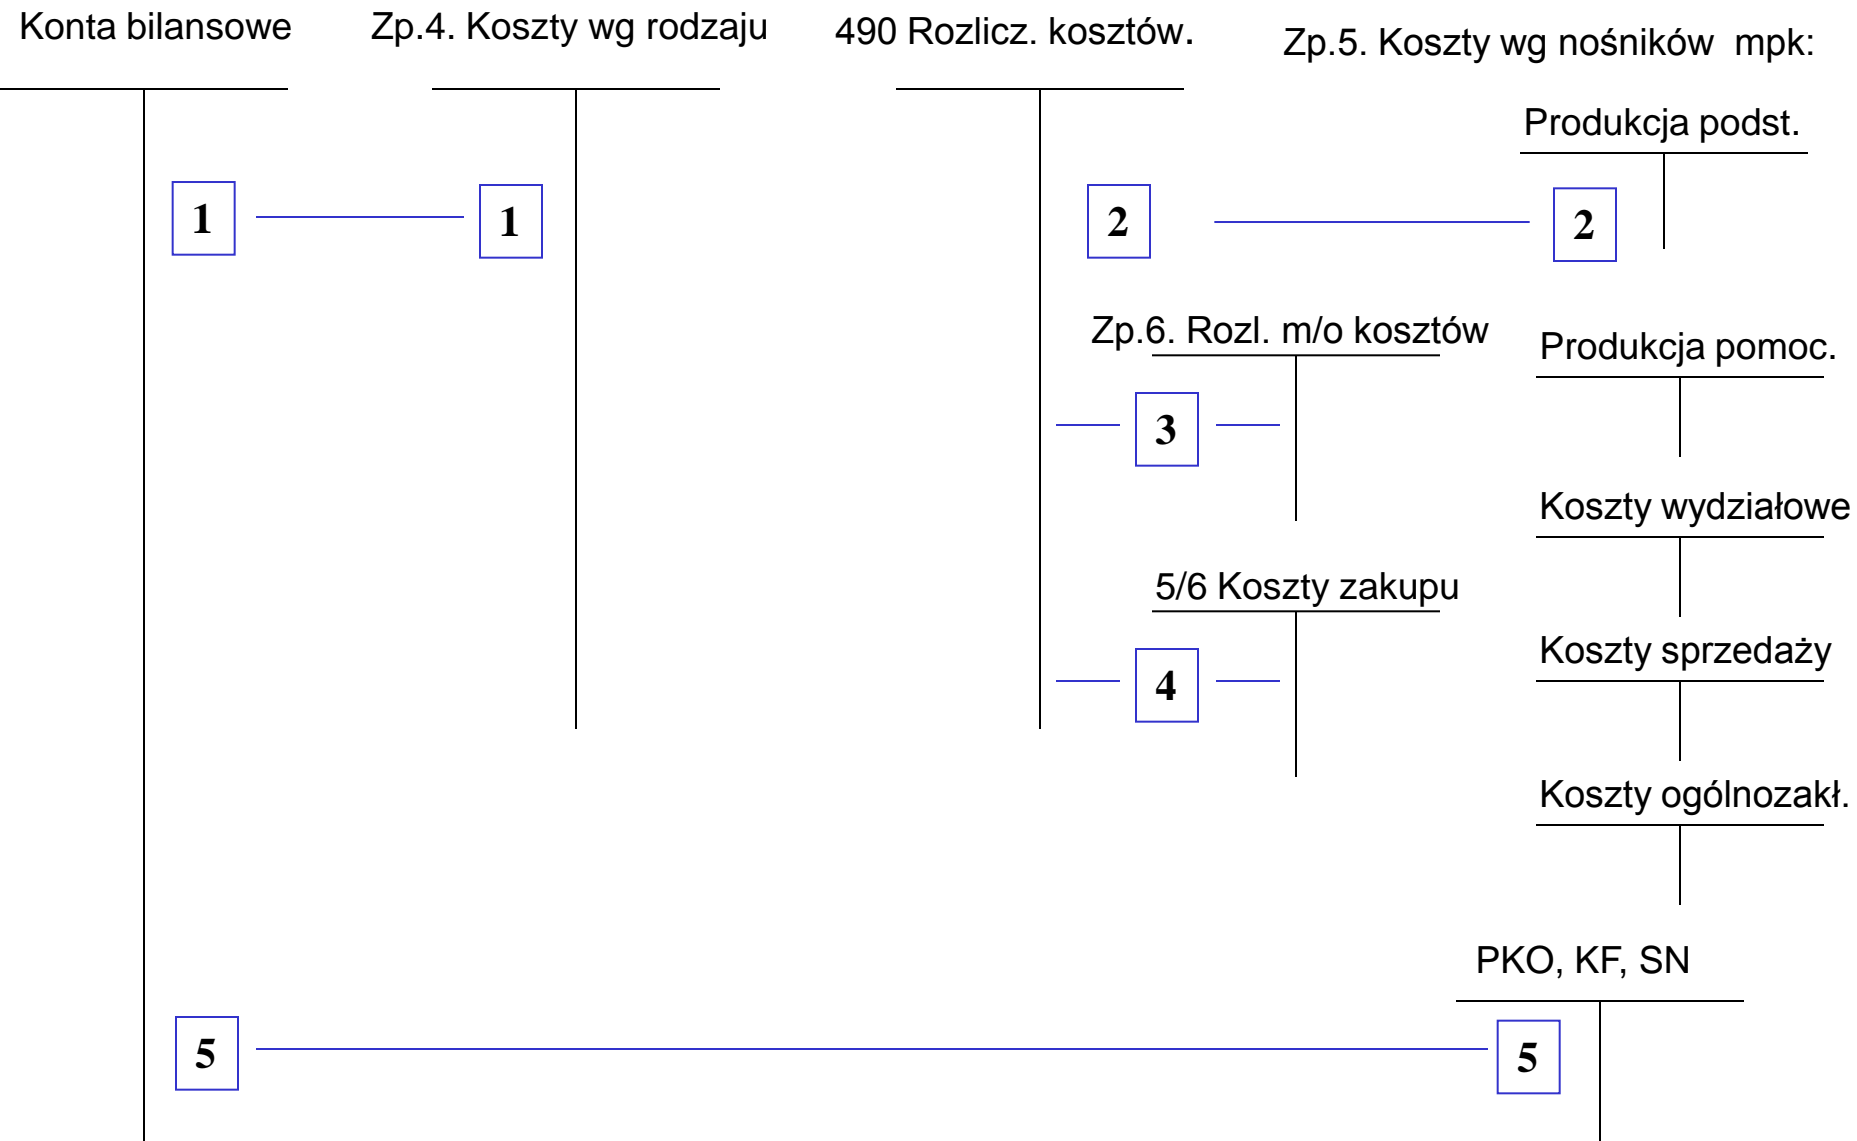 Konta bilansowe
Zp.4. Koszty wg rodzaju
490 Rozlicz. kosztów.
Zp.5. Koszty wg nośników  mpk:
Produkcja podst.
1
1
2
2
Zp.6. Rozl. m/o kosztów
Produkcja pomoc.
3
Koszty wydziałowe
5/6 Koszty zakupu
Koszty sprzedaży
4
Koszty ogólnozakł.
PKO, KF, SN
5
5